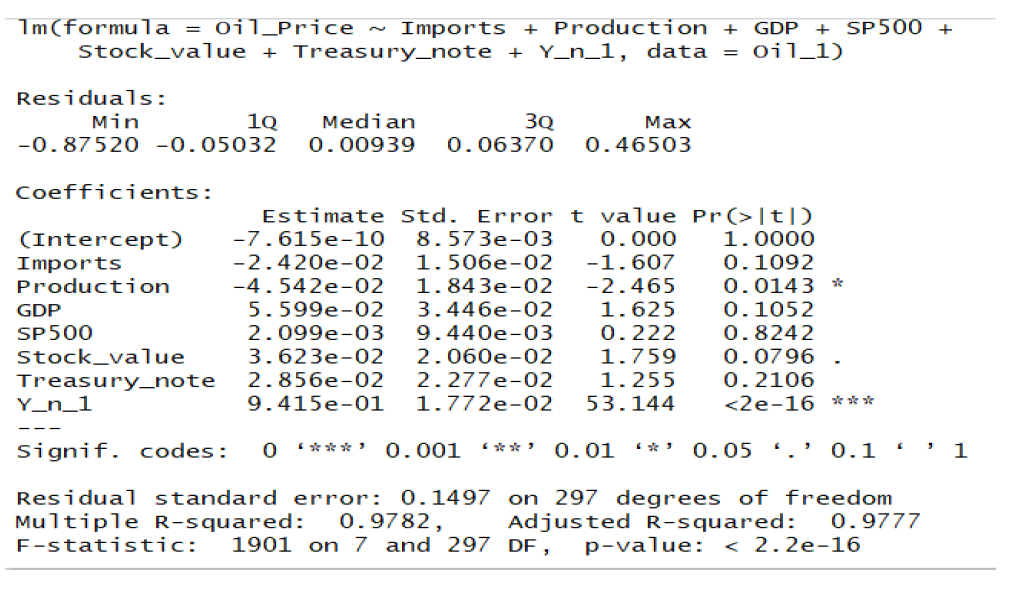 lm(formula = Oil_Price ~ Imports + Production + GDP + SP500 +
    Stock_value + Treasury_note + Y_n_1, data = Oil_1)
Residuals:
     Min       1Q   Median       3Q      Max
-0.87520 -0.05032  0.00939  0.06370  0.46503
Coefficients:
                Estimate Std. Error t value Pr(>|t|)
(Intercept)   -7.615e-10  8.573e-03   0.000   1.0000
Imports       -2.420e-02  1.506e-02  -1.607   0.1092
Production    -4.542e-02  1.843e-02  -2.465   0.0143 *
GDP            5.599e-02  3.446e-02   1.625   0.1052
SP500          2.099e-03  9.440e-03   0.222   0.8242
Stock_value    3.623e-02  2.060e-02   1.759   0.0796 .
Treasury_note  2.856e-02  2.277e-02   1.255   0.2106
Y_n_1          9.415e-01  1.772e-02  53.144   <2e-16 ***
---
Signif. codes:  0 ‘***’ 0.001 ‘**’ 0.01 ‘*’ 0.05 ‘.’ 0.1 ‘ ’ 1
Residual standard error: 0.1497 on 297 degrees of freedom
Multiple R-squared:  0.9782,    Adjusted R-squared:  0.9777
F-statistic:  1901 on 7 and 297 DF,  p-value: < 2.2e-16